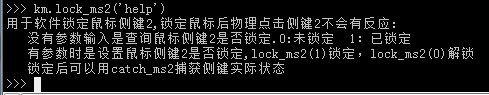 >>> km.lock_ms2('help')
用于软件锁定鼠标侧键2,锁定鼠标后物理点击侧键2不会有反应:
没有参数输入是查询鼠标侧键2是否锁定.0:未锁定 1: 已锁定
有参数时是设置鼠标侧键2是否锁定,lock_ms2(1)锁定, lock_ms2(0)解锁
锁定后可以用catch_ms2捕获侧键实际状态
>>>